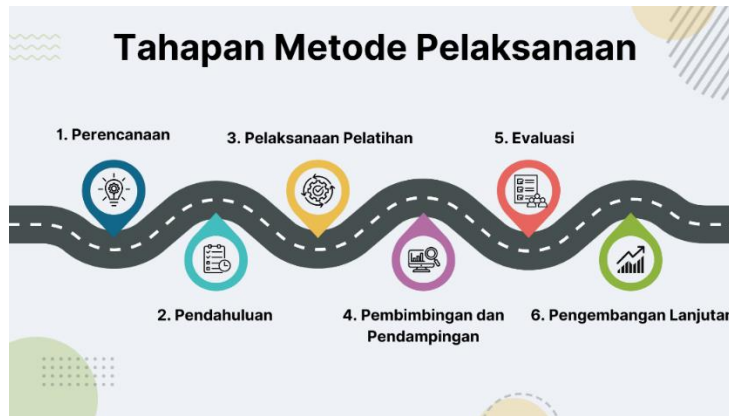 Tahapan Metode Pelaksanaan
1. Perencanaan
3. Pelaksanaan Pelatihan
5. Evaluasi
2. Pendahuluan
4. Pembimbingan dan
Pendampingan
6. Pengembangan Lanjutan